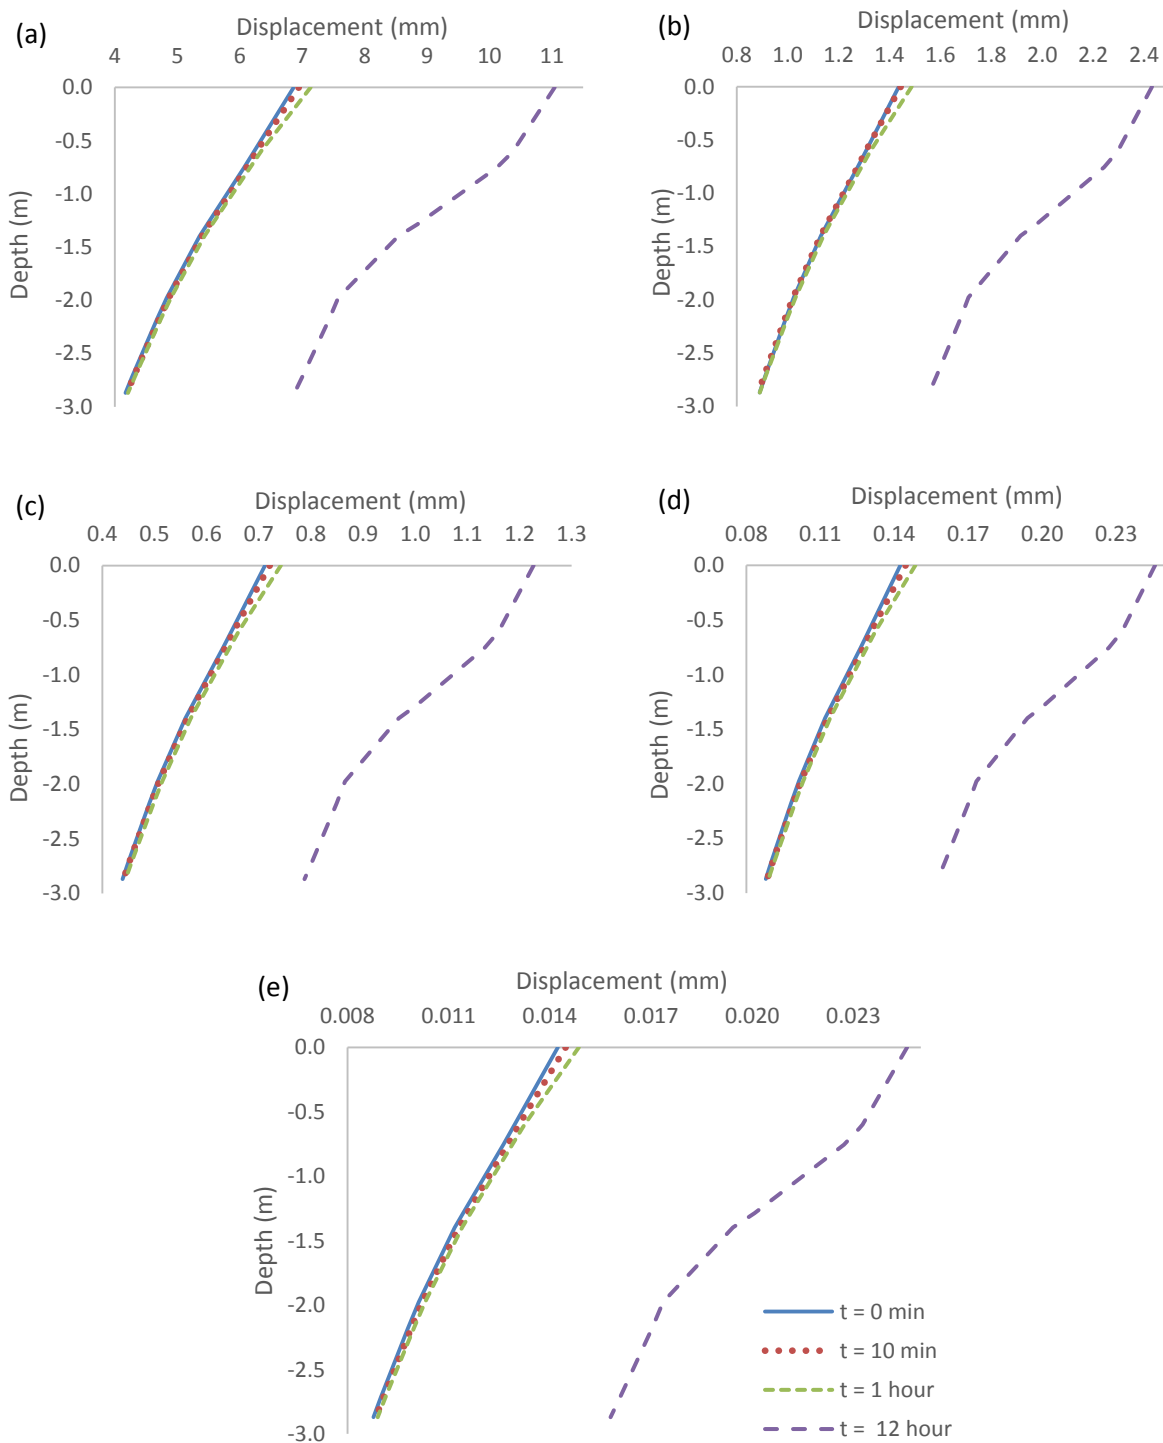 (a)
Displacement (mm)
4 5 6 7 8 9 10 11
0.0
-0.5
-1.0
-1.5
-2.0
-2.5
-3.0
Depth (m)
(b)
Displacement (mm)
0.8 1.0 1.2 1.4 1.6 1.8 2.0 2.2 2.4
0.0
-0.5
-1.0
-1.5
-2.0
-2.5
-3.0
Depth (m)
(c)
Displacement (mm)
0.4 0.5 0.6 0.7 0.8 0.9 1.0 1.1 1.2 1.3
0.0
-0.5
-1.0
-1.5
-2.0
-2.5
-3.0
Depth (m)
(d)
Displacement (mm)
0.08 0.11 0.14 0.17 0.20 0.23
0.0
-0.5
-1.0
-1.5
-2.0
-2.5
-3.0
Depth (m)
(e)
Displacement (mm)
0.008 0.011 0.014 0.017 0.020 0.023
0.0
-0.5
-1.0
-1.5
-2.0
-2.5
-3.0
Depth (m)
t = 0 min
t = 10 min
t = 1 hour
t = 12 hour